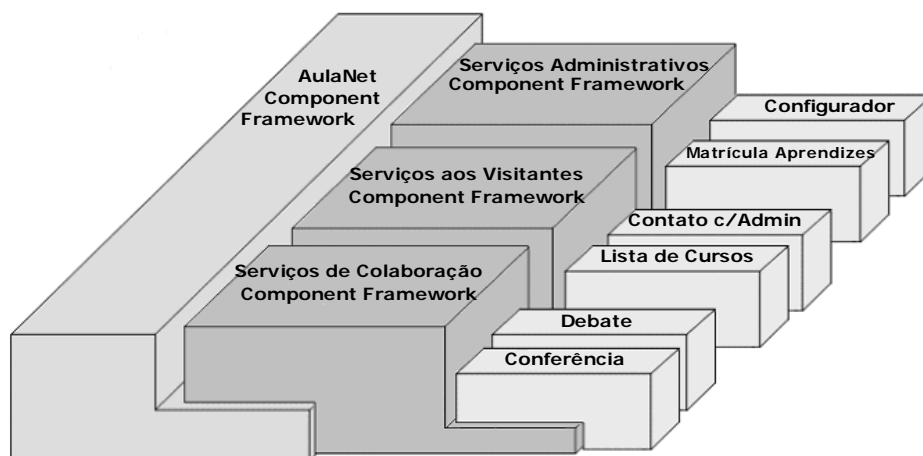 AulaNet
Component
Framework
Serviços Administrativos
Component Framework
Configurador
Matrícula Aprendizes
Serviços aos Visitantes
Component Framework
Contato c/Admin
Lista de Cursos
Serviços de Colaboração
Component Framework
Debate
Conferência